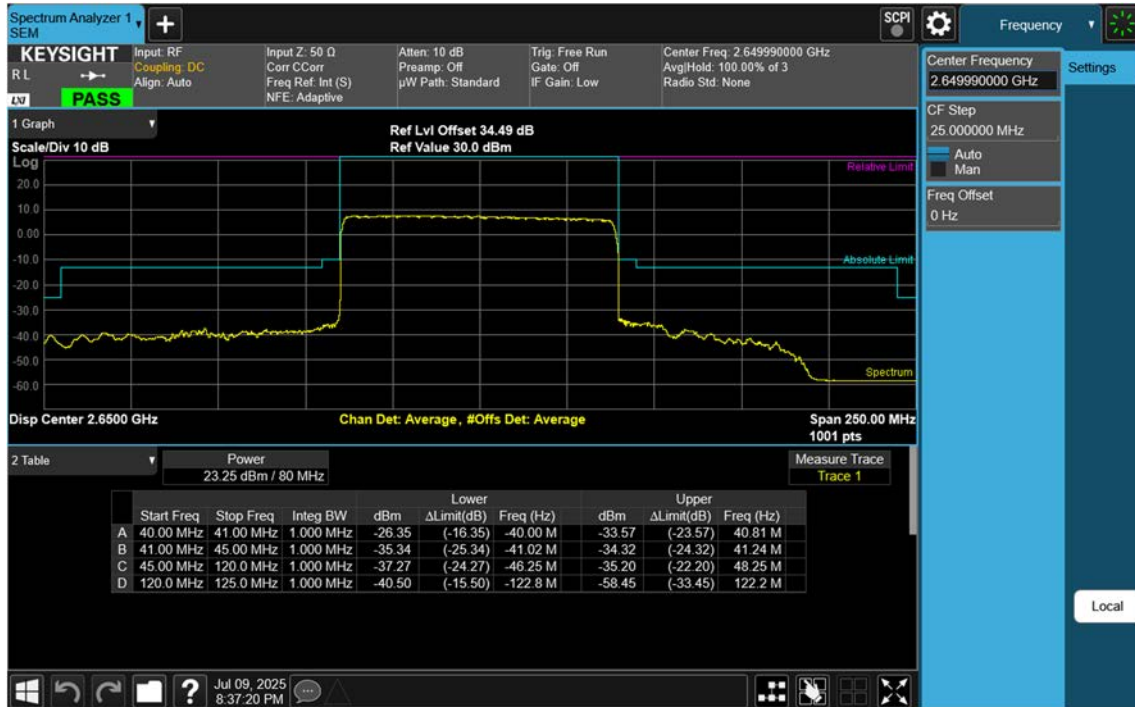 Spectrum Analyzer 1
SEM
SCPI
Frequency
KEYSIGHT
R L
LXI
PASS
Input: RF
Coupling: DC
Align: Auto
Input Z: 50 Ω
Corr CCorr
Freq Ref: Int (S)
NFE: Adaptive
Atten: 10 dB
Preamp: Off
µW Path: Standard
Trig: Free Run
Gate: Off
IF Gain: Low
Center Freq: 2.649990000 GHz
Avg|Hold: 100.00% of 3
Radio Std: None
Center Frequency
2.649990000 GHz
Settings
CF Step
25.000000 MHz
Auto
Man
Freq Offset
0 Hz
1 Graph
Scale/Div 10 dB
Ref Lvl Offset 34.49 dB
Ref Value 30.0 dBm
Log
20.0
10.0
0.00
-10.0
-20.0
-30.0
-40.0
-50.0
-60.0
Relative Limit
Absolute Limit
Spectrum
Disp Center 2.6500 GHz
Chan Det: Average, #Offs Det: Average
Span 250.00 MHz
1001 pts
2 Table
Power
23.25 dBm / 80 MHz
Measure Trace
Trace 1
Lower Upper
Start Freq Stop Freq Integ BW dBm ΔLimit(dB) Freq (Hz) dBm ΔLimit(dB) Freq (Hz)
A 40.00 MHz 41.00 MHz 1.000 MHz -26.35 (-16.35) -40.00 M -33.57 (-23.57) 40.81 M
B 41.00 MHz 45.00 MHz 1.000 MHz -35.34 (-25.34) -41.02 M -34.32 (-24.32) 41.24 M
C 45.00 MHz 120.0 MHz 1.000 MHz -37.27 (-24.27) -46.25 M -35.20 (-22.20) 48.25 M
D 120.0 MHz 125.0 MHz 1.000 MHz -40.50 (-15.50) -122.8 M -58.45 (-33.45) 122.2 M
Local
?
Jul 09, 2025
8:37:20 PM